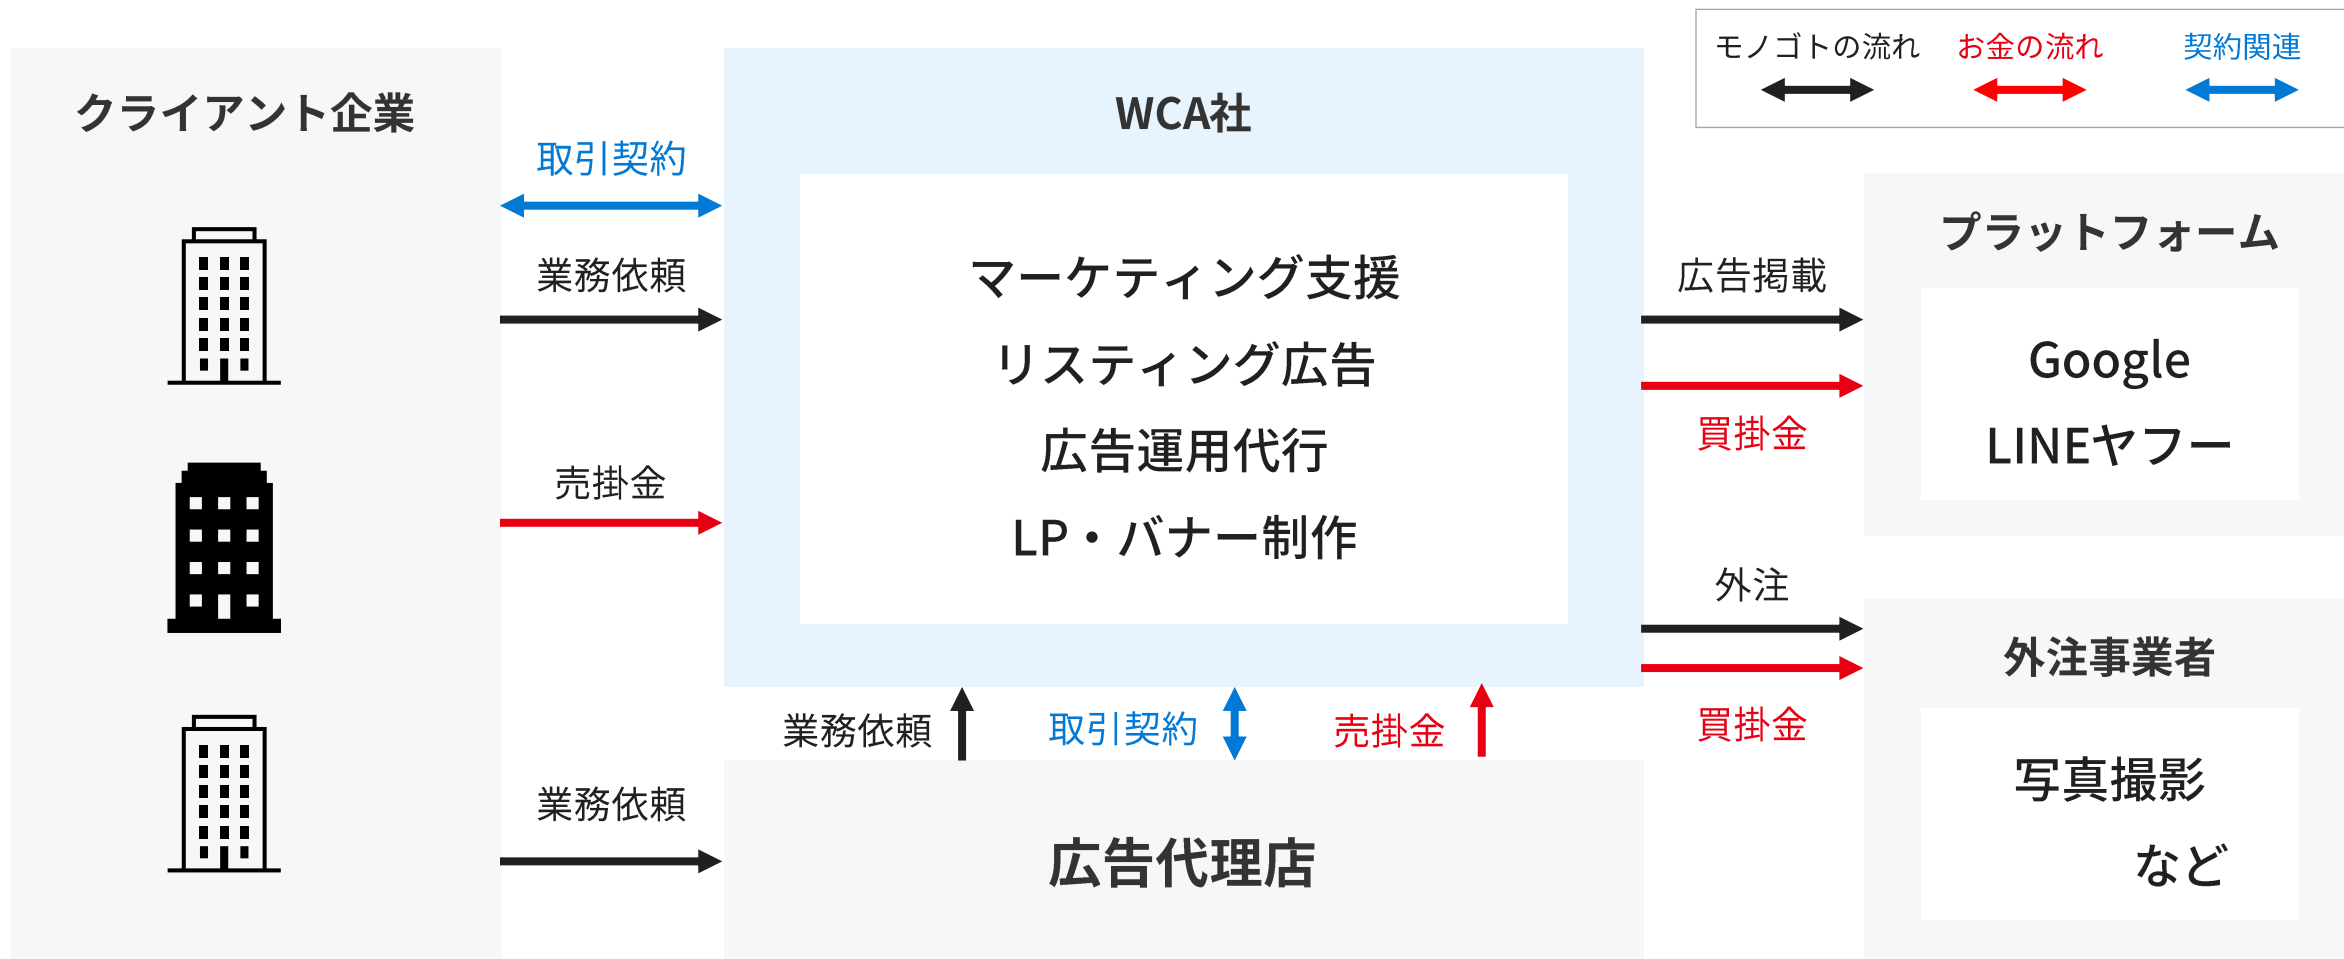 モノゴトの流れ
お金の流れ
契約関連
クライアント企業
取引契約
業務依頼
売掛金
業務依頼
WCA社
マーケティング支援
リスティング広告
広告運用代行
LP・バナー制作
業務依頼
取引契約
売掛金
広告代理店
広告掲載
買掛金
外注
買掛金
プラットフォーム
Google
LINEヤフー
外注事業者
写真撮影
など